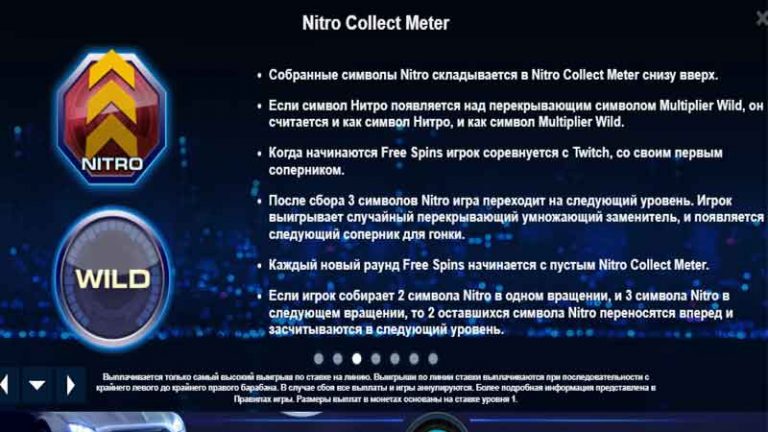 Nitro Collect Meter
• Собранные символы Nitro складывается в Nitro Collect Meter снизу вверх.
• Если символ Нитро появляется над перекрывающим символом Multiplier Wild, он
считается и как символ Нитро, и как символ Multiplier Wild.
• Когда начинаются Free Spins игрок соревнуется с Twitch, со своим первым
соперником.
• После сбора 3 символов Nitro игра переходит на следующий уровень. Игрок
выигрывает случайный перекрывающий умножающий заменитель, и появляется
следующий соперник для гонки.
• Каждый новый раунд Free Spins начинается с пустым Nitro Collect Meter.
• Если игрок собирает 2 символа Nitro в одном вращении, и 3 символа Nitro в
следующем вращении, то 2 оставшихся символа Nitro переносятся вперед и
засчитываются в следующий уровень.
NITRO
WILD
Выплачивается только самый высокий выигрыш по ставке на линию. Выигрыши по линии ставки выплачиваются при последовательности с
крайнего левого до крайнего правого барабана. В случае сбоя все выплаты и игры аннулируются. Более подробная информация представлена в
Правилах игры. Размеры выплат в монетах основаны на ставке уровня 1.